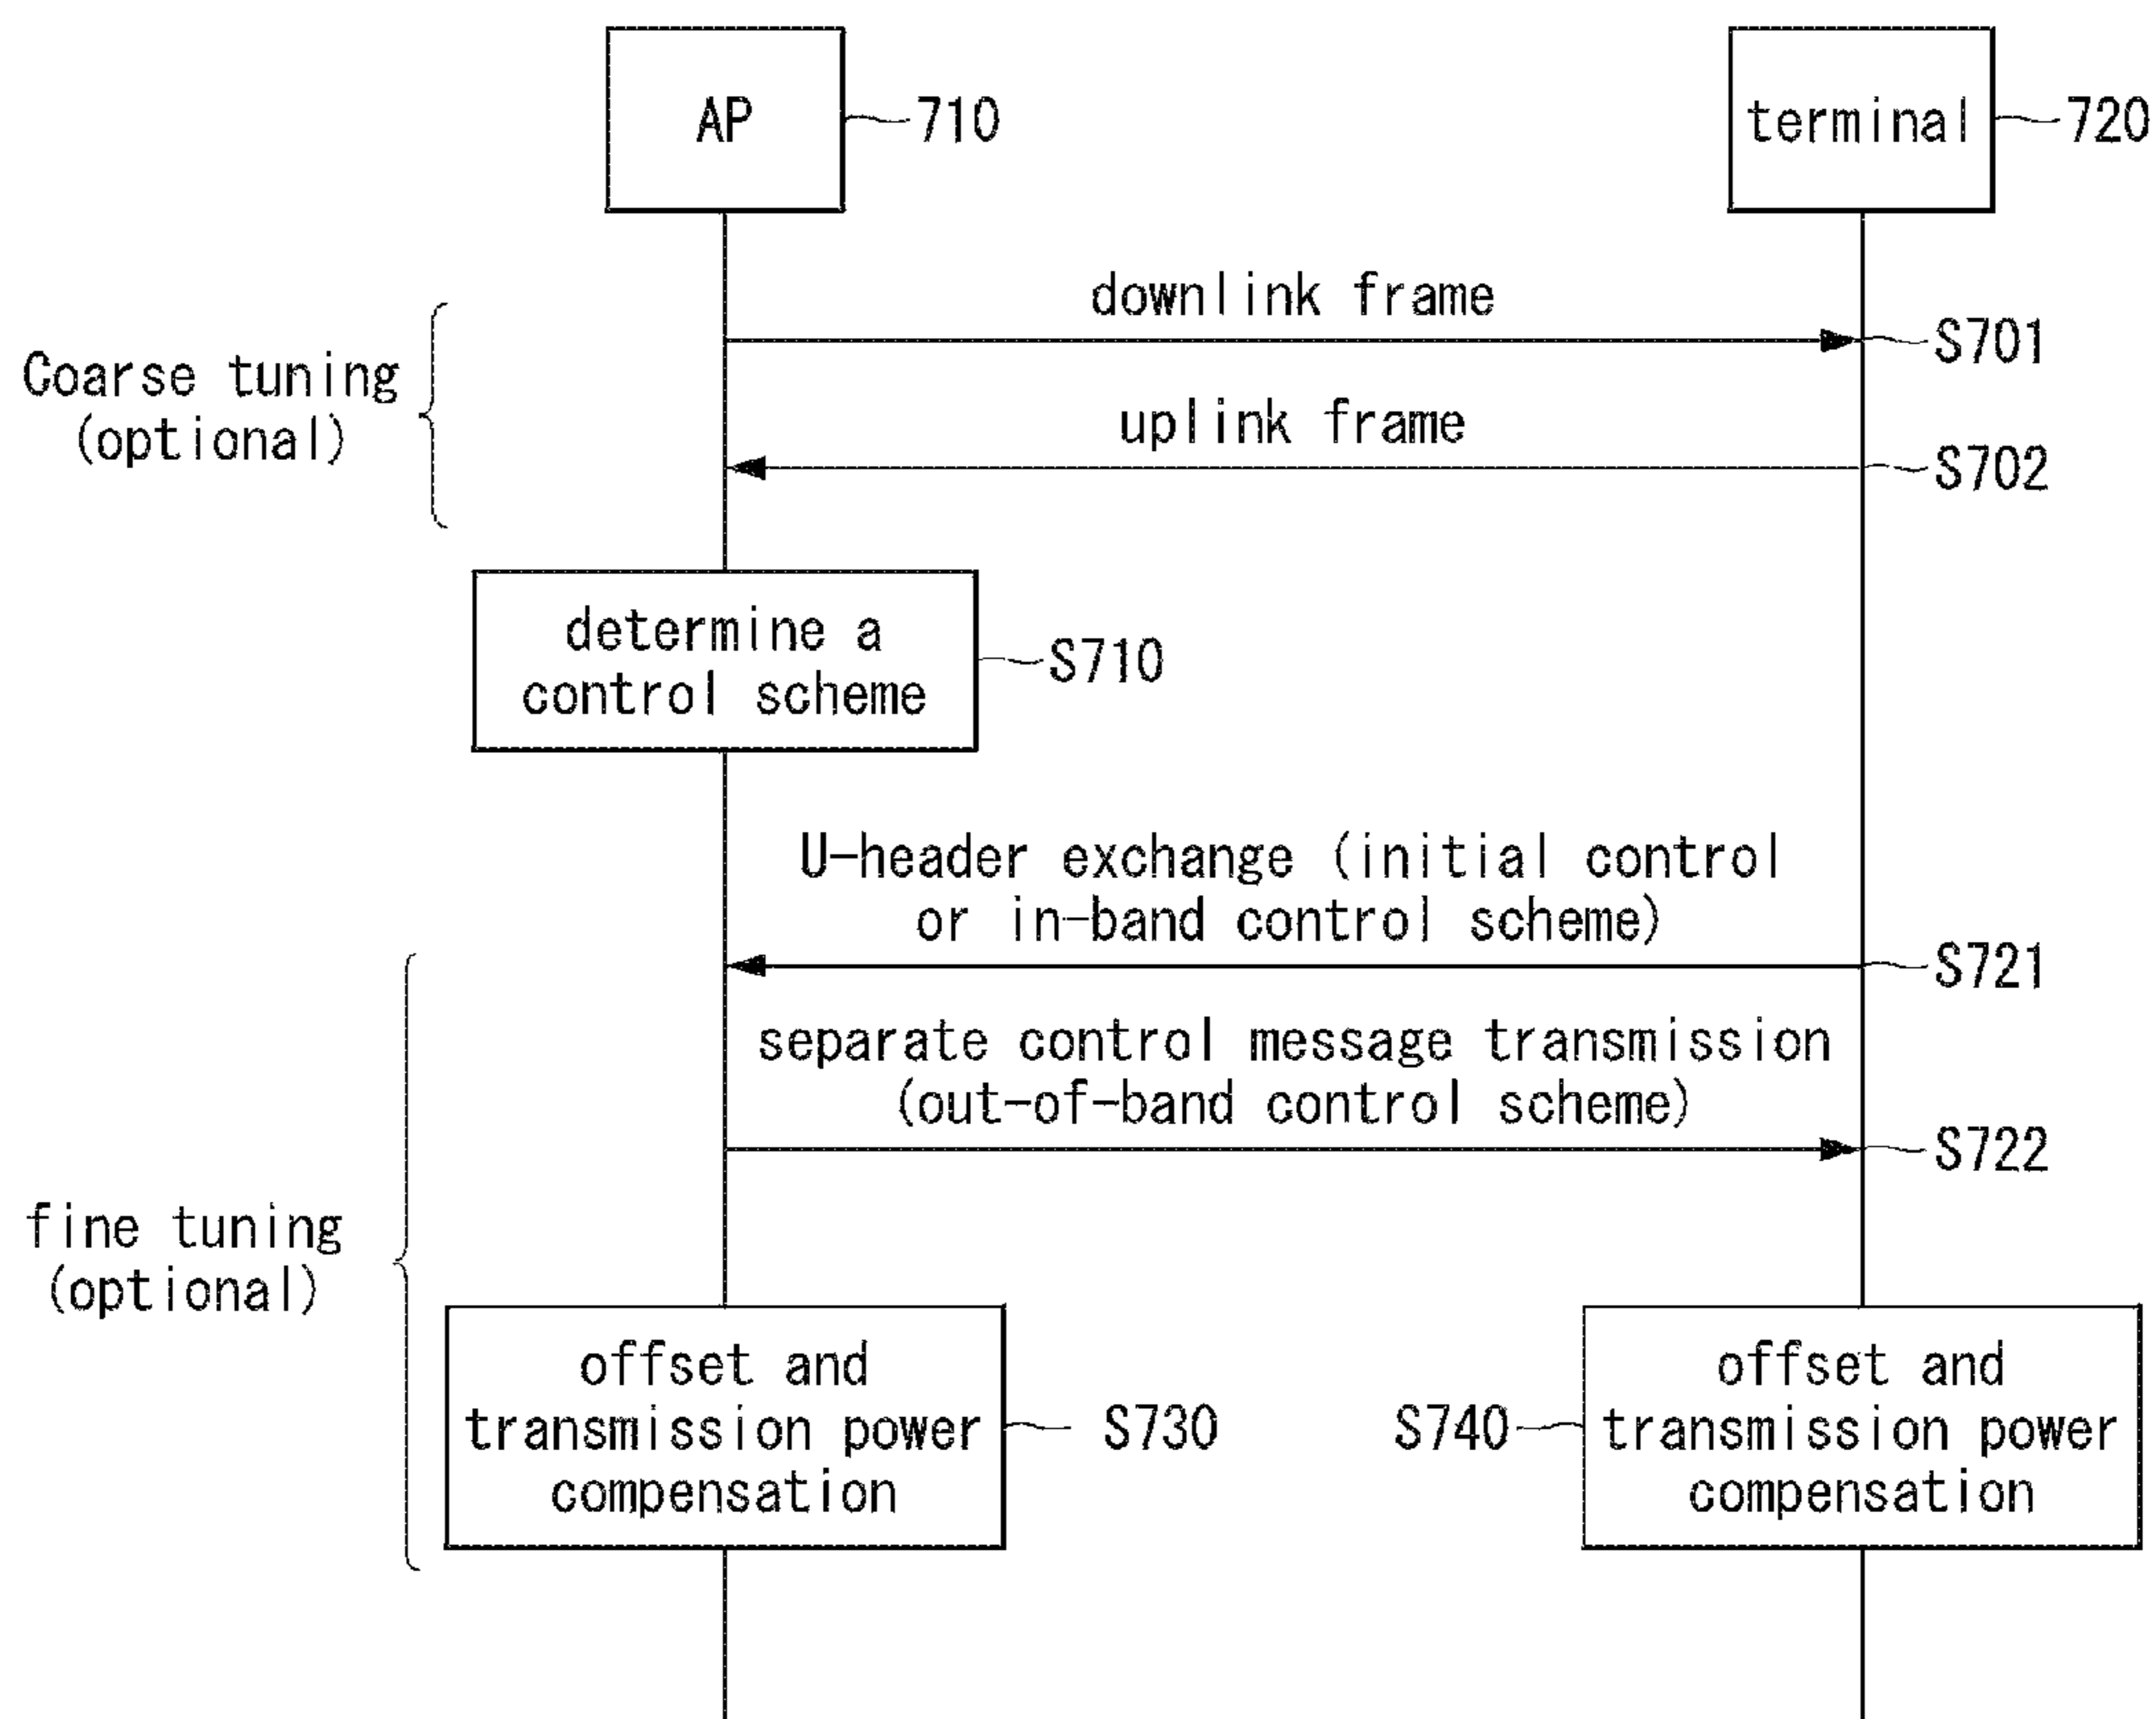 AP
710
terminal
720
downlink frame
S701
Coarse tuning
(optional)
uplink frame
S702
determine a
control scheme
S710
U-header exchange (initial control
or in-band control scheme)
S721
separate control message transmission
(out-of-band control scheme)
S722
fine tuning
(optional)
offset and
transmission power
compensation
S730
S740
offset and
transmission power
compensation